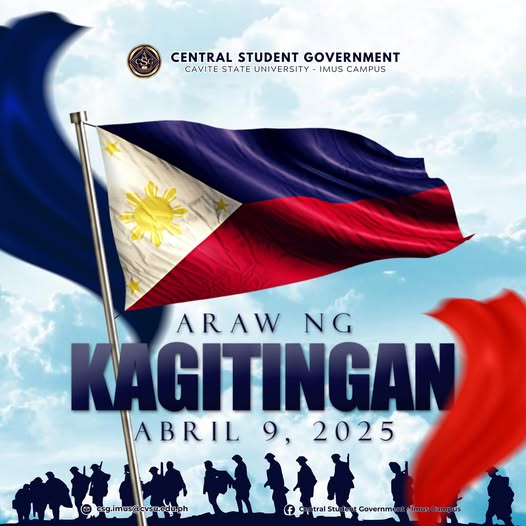 CSG
CENTRAL STUDENT GOVERNMENT
CAVITE STATE UNIVERSITY - IMUS CAMPUS
ARAW NG
KAGITINGAN
ABRIL 9, 2025
csg.imus@cvsu.edu.ph
Central Student Government - Imus Campus